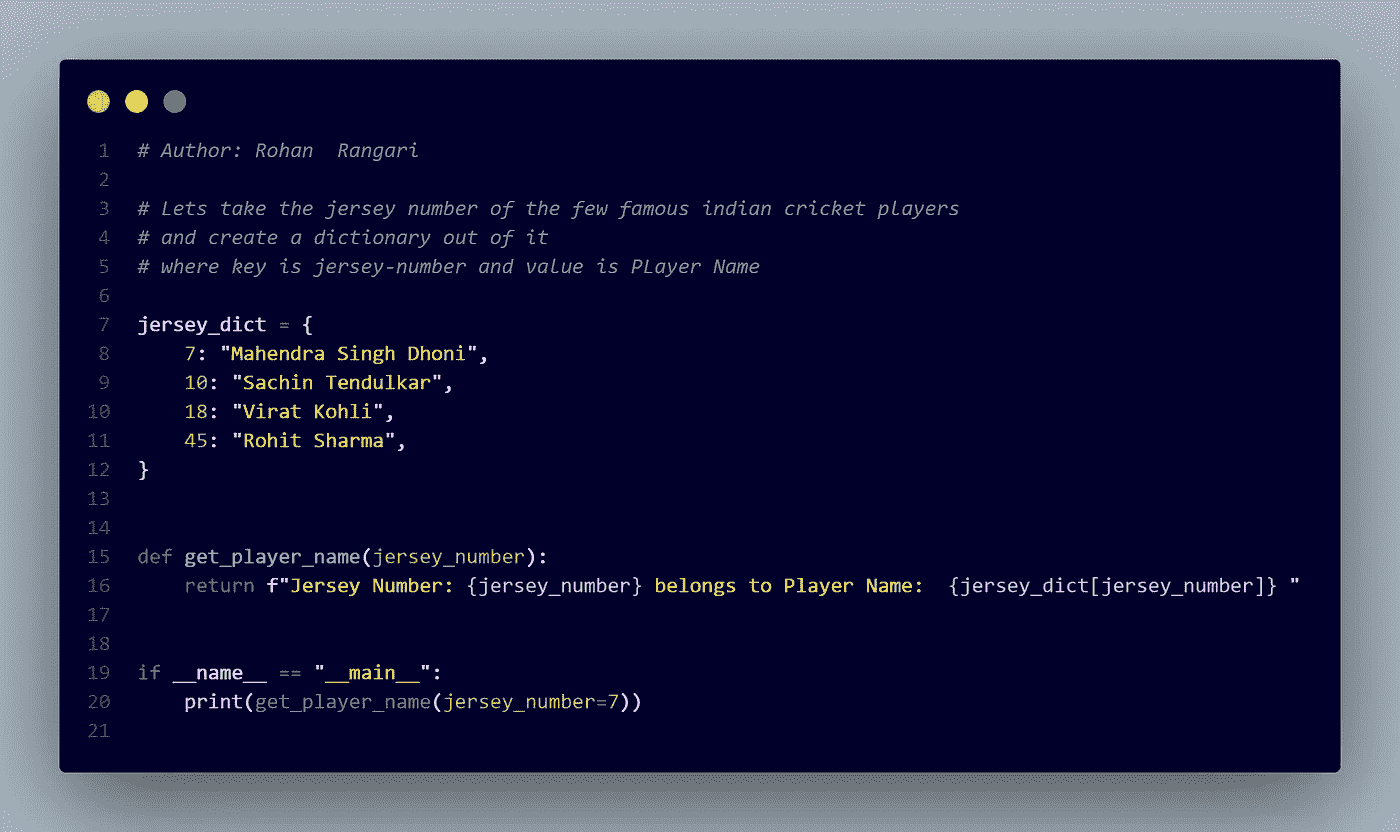 1 # Author: Rohan  Rangari
2
3 # Lets take the jersey number of the few famous indian cricket players
4 # and create a dictionary out of it
5 # where key is jersey-number and value is PLayer Name
6
7 jersey_dict = {
8     7: "Mahendra Singh Dhoni",
9     10: "Sachin Tendulkar",
10     18: "Virat Kohli",
11     45: "Rohit Sharma",
12 }
13
14
15 def get_player_name(jersey_number):
16     return f"Jersey Number: {jersey_number} belongs to Player Name:  {jersey_dict[jersey_number]} "
17
18
19 if __name__ == "__main__":
20     print(get_player_name(jersey_number=7))
21